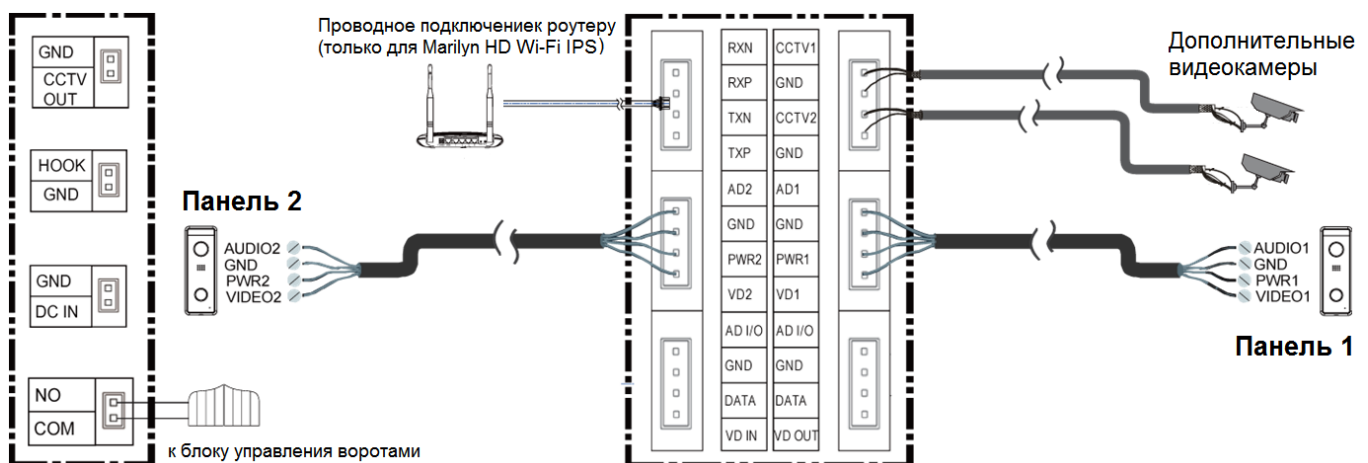 GND
CCTV
OUT
HOOK
GND
GND
DC IN
NO
COM
к блоку управления воротами
Панель 2
AUDIO2
GND
PWR2
VIDEO2
Проводное подключениек роутеру
(только для Marilyn HD Wi-Fi IPS)
RXN CCTV1
RXP GND
TXN CCTV2
TXP GND
AD2 AD1
GND GND
PWR2 PWR1
VD2 VD1
AD I/O AD I/O
GND GND
DATA DATA
VD IN VD OUT
Дополнительные
видеокамеры
AUDIO1
GND
PWR1
VIDEO1
Панель 1